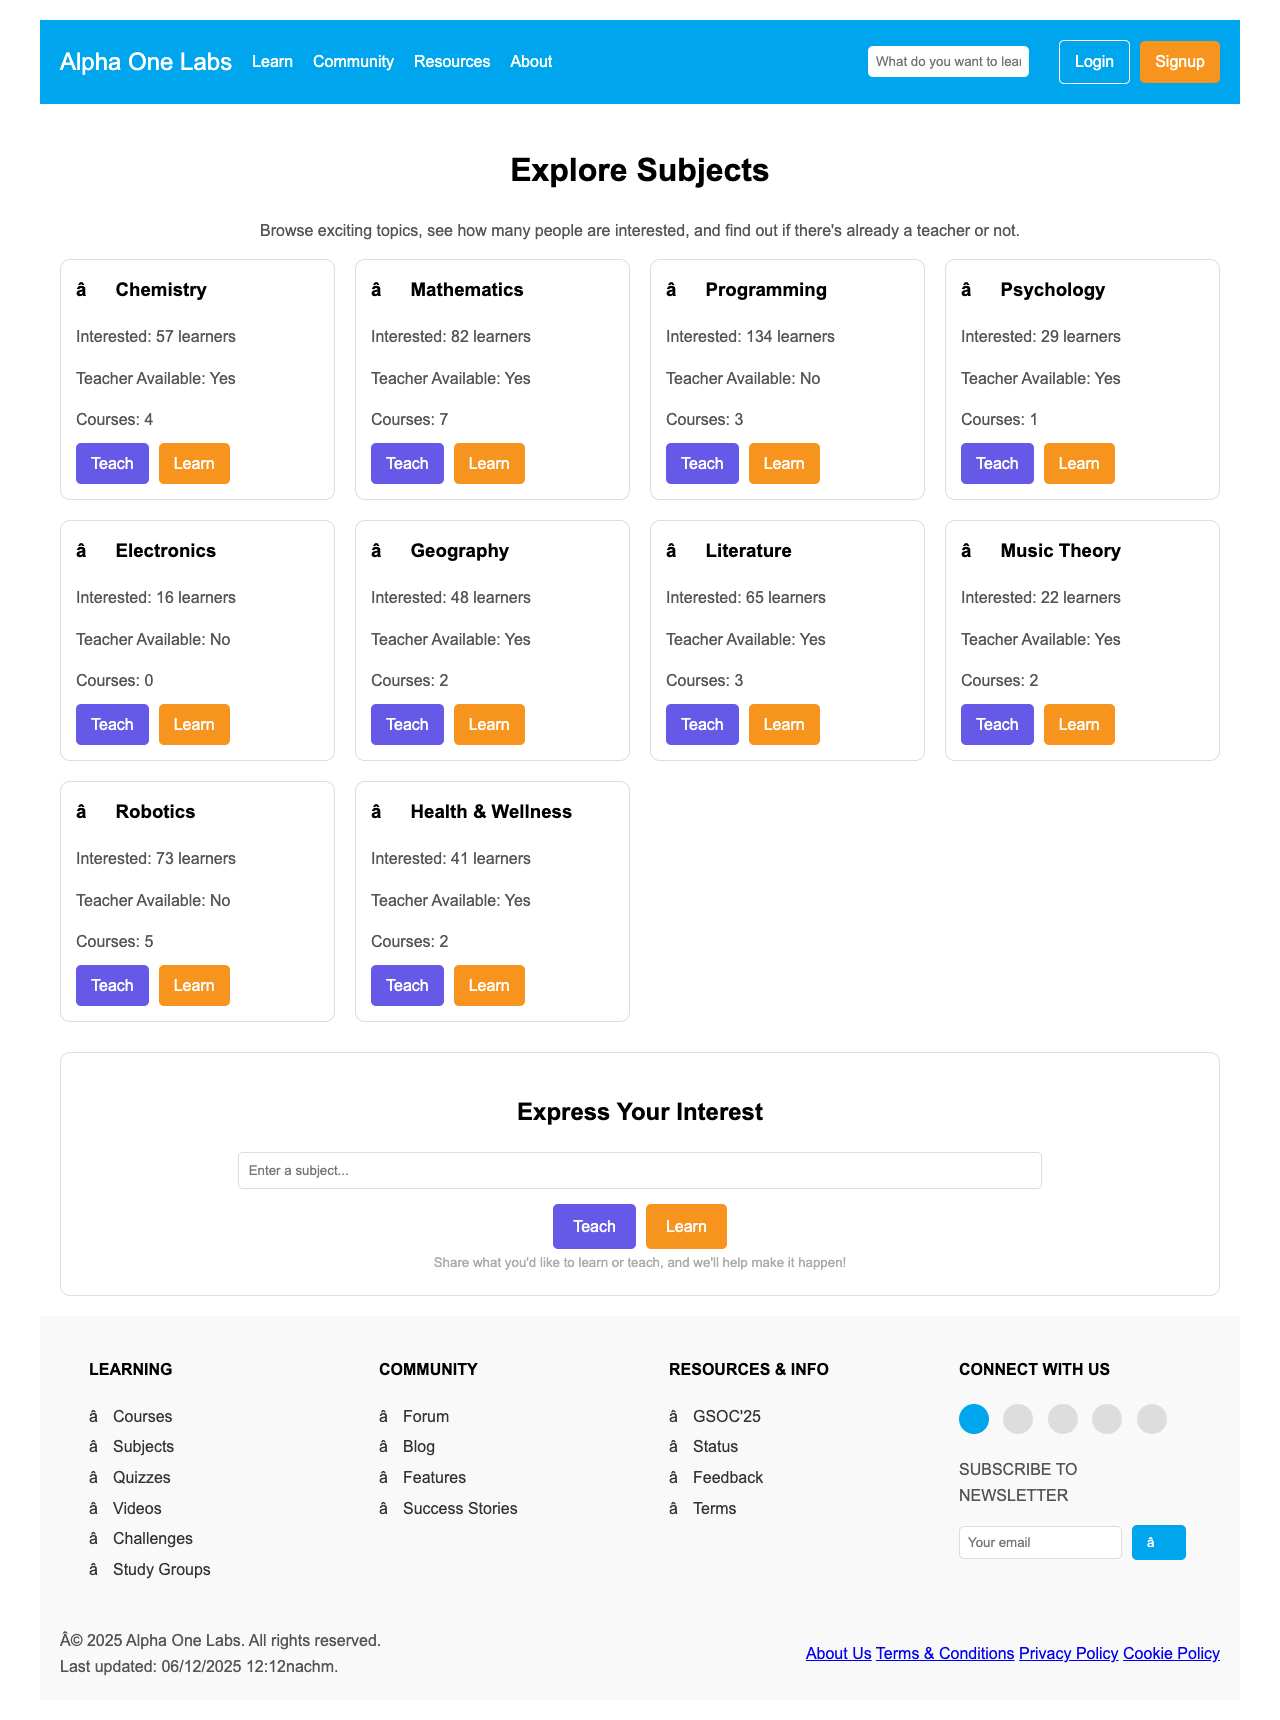 Alpha One Labs Learn Community Resources About What do you want to lear Login Signup
Explore Subjects
Browse exciting topics, see how many people are interested, and find out if there's already a teacher or not.
â Chemistry
Interested: 57 learners
Teacher Available: Yes
Courses: 4
Teach Learn
â Mathematics
Interested: 82 learners
Teacher Available: Yes
Courses: 7
Teach Learn
â Programming
Interested: 134 learners
Teacher Available: No
Courses: 3
Teach Learn
â Psychology
Interested: 29 learners
Teacher Available: Yes
Courses: 1
Teach Learn
â Electronics
Interested: 16 learners
Teacher Available: No
Courses: 0
Teach Learn
â Geography
Interested: 48 learners
Teacher Available: Yes
Courses: 2
Teach Learn
â Literature
Interested: 65 learners
Teacher Available: Yes
Courses: 3
Teach Learn
â Music Theory
Interested: 22 learners
Teacher Available: Yes
Courses: 2
Teach Learn
â Robotics
Interested: 73 learners
Teacher Available: No
Courses: 5
Teach Learn
â Health & Wellness
Interested: 41 learners
Teacher Available: Yes
Courses: 2
Teach Learn
Express Your Interest
Enter a subject...
Teach Learn
Share what you'd like to learn or teach, and we'll help make it happen!
LEARNING
â Courses
â Subjects
â Quizzes
â Videos
â Challenges
â Study Groups
COMMUNITY
â Forum
â Blog
â Features
â Success Stories
RESOURCES & INFO
â GSOC'25
â Status
â Feedback
â Terms
CONNECT WITH US
SUBSCRIBE TO
NEWSLETTER
Your email â
Â© 2025 Alpha One Labs. All rights reserved.
Last updated: 06/12/2025 12:12nachm.
About Us Terms & Conditions Privacy Policy Cookie Policy